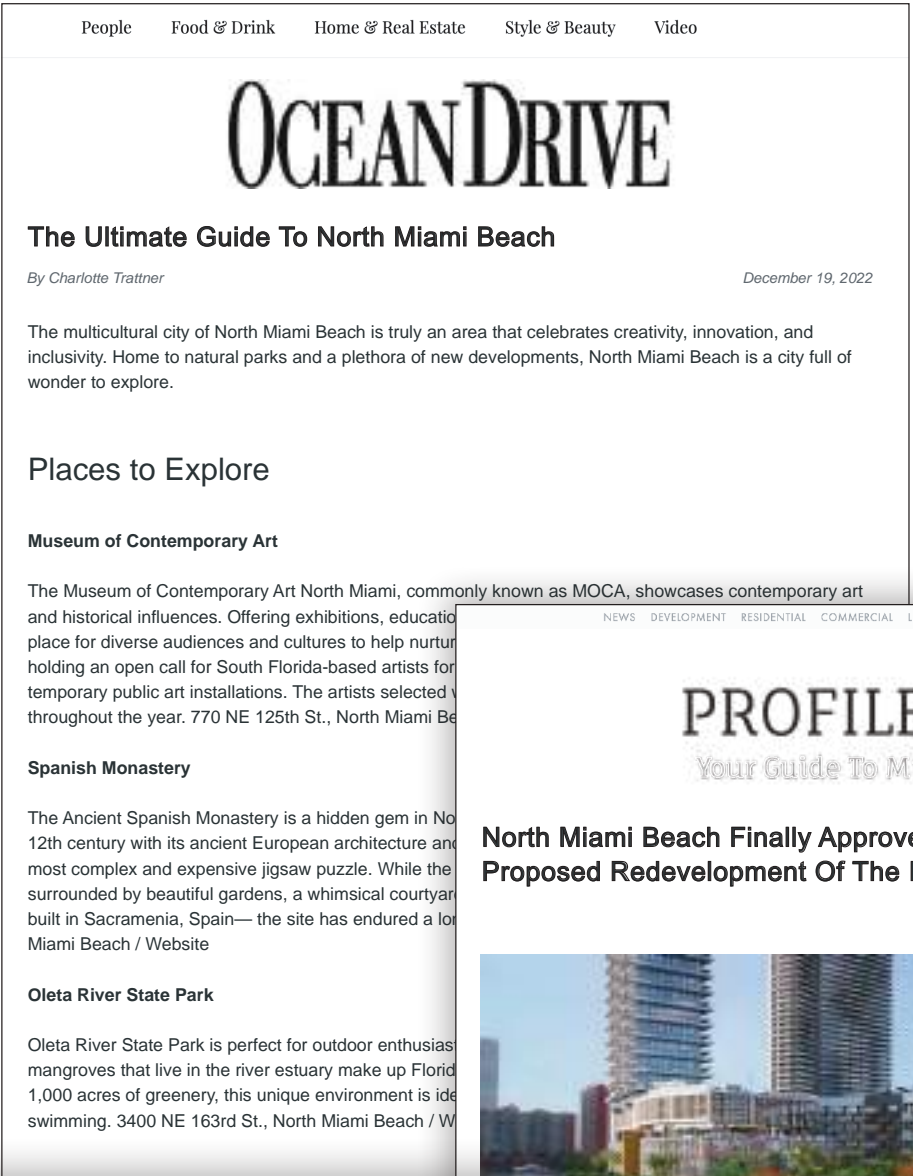 People Food & Drink Home & Real Estate Style & Beauty Video
OCEAN DRIVE
The Ultimate Guide To North Miami Beach
By Charlotte Trattner December 19, 2022
The multicultural city of North Miami Beach is truly an area that celebrates creativity, innovation, and
inclusivity. Home to natural parks and a plethora of new developments, North Miami Beach is a city full of
wonder to explore.
Places to Explore
Museum of Contemporary Art
The Museum of Contemporary Art North Miami, commonly known as MOCA, showcases contemporary art
and historical influences. Offering exhibitions,
place for diverse audiences and cultures to help
holding an open call for South Florida-based artists for
temporary public art installations. The artists selected
throughout the year. 770 NE 125th St., North Miami
Spanish Monastery
The Ancient Spanish Monastery is a hidden gem in
12th century with its ancient European architecture
most complex and expensive jigsaw puzzle. While the
surrounded by beautiful gardens, a whimsical
built in Sacramenia, Spain— the site has endured a
Miami Beach / Website
Oleta River State Park
Oleta River State Park is perfect for outdoor
mangroves that live in the river estuary make up
1,000 acres of greenery, this unique environment is
swimming. 3400 NE 163rd St., North Miami Beach /
NEWS DEVELOPMENT RESIDENTIAL COMMERCIAL
PROFILE
Your Guide To
North Miami Beach Finally
Proposed Redevelopment Of The